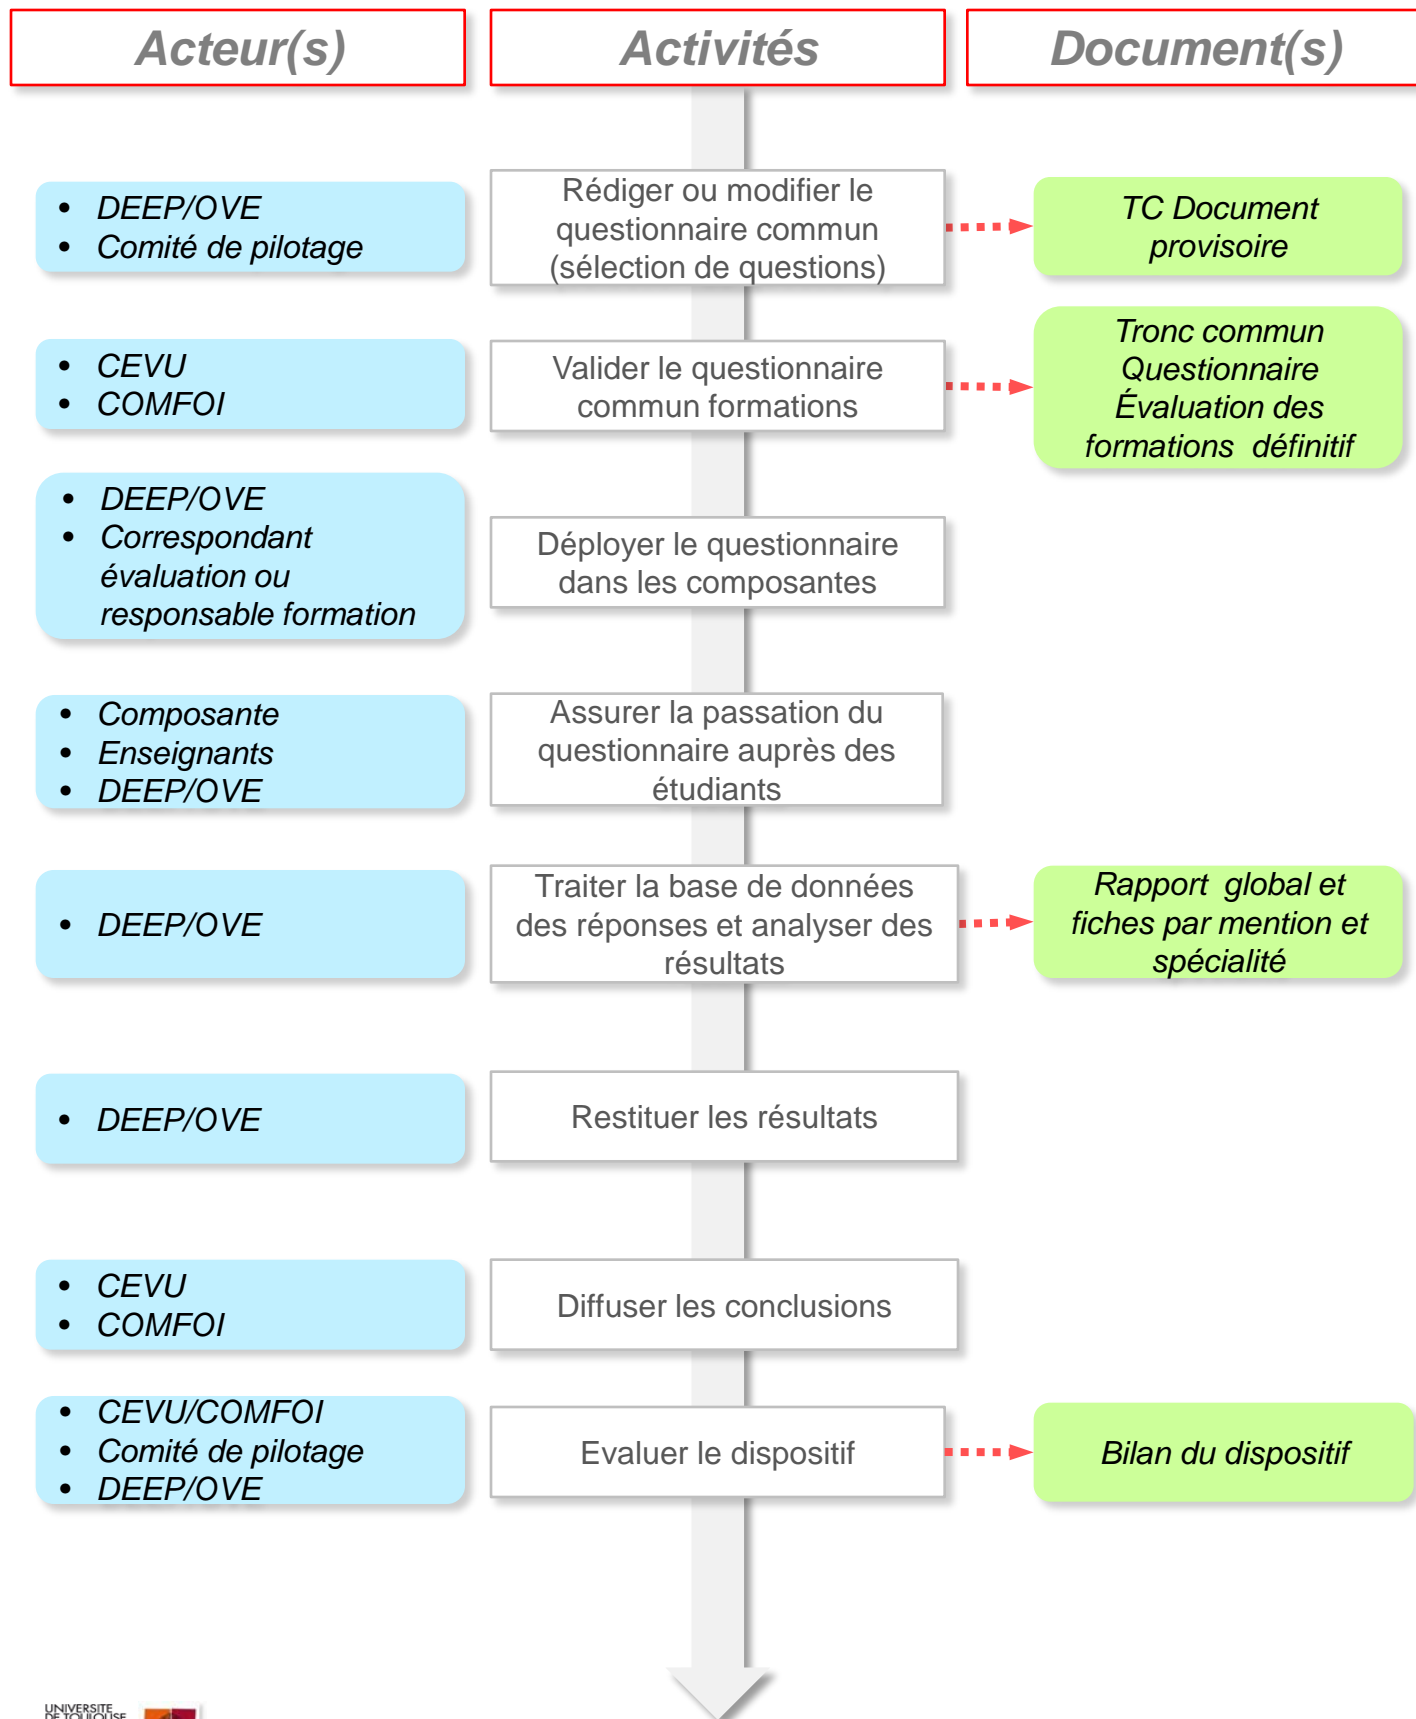 Acteur(s)
Activités
Document(s)
• DEEP/OVE
• Comité de pilotage
Rédiger ou modifier le
questionnaire commun
(sélection de questions)
TC Document
provisoire
• CEVU
• COMFOI
Valider le questionnaire
commun formations
Tronc commun
Questionnaire
Évaluation des
formations définitif
• DEEP/OVE
• Correspondant
évaluation ou
responsable formation
Déployer le questionnaire
dans les composantes
• Composante
• Enseignants
• DEEP/OVE
Assurer la passation du
questionnaire auprès des
étudiants
• DEEP/OVE
Traiter la base de données
des réponses et analyser des
résultats
Rapport global et
fiches par mention et
spécialité
• DEEP/OVE
Restituer les résultats
• CEVU
• COMFOI
Diffuser les conclusions
• CEVU/COMFOI
• Comité de pilotage
• DEEP/OVE
Evaluer le dispositif
Bilan du dispositif
UNIVERSITE
DE TOULOUSE